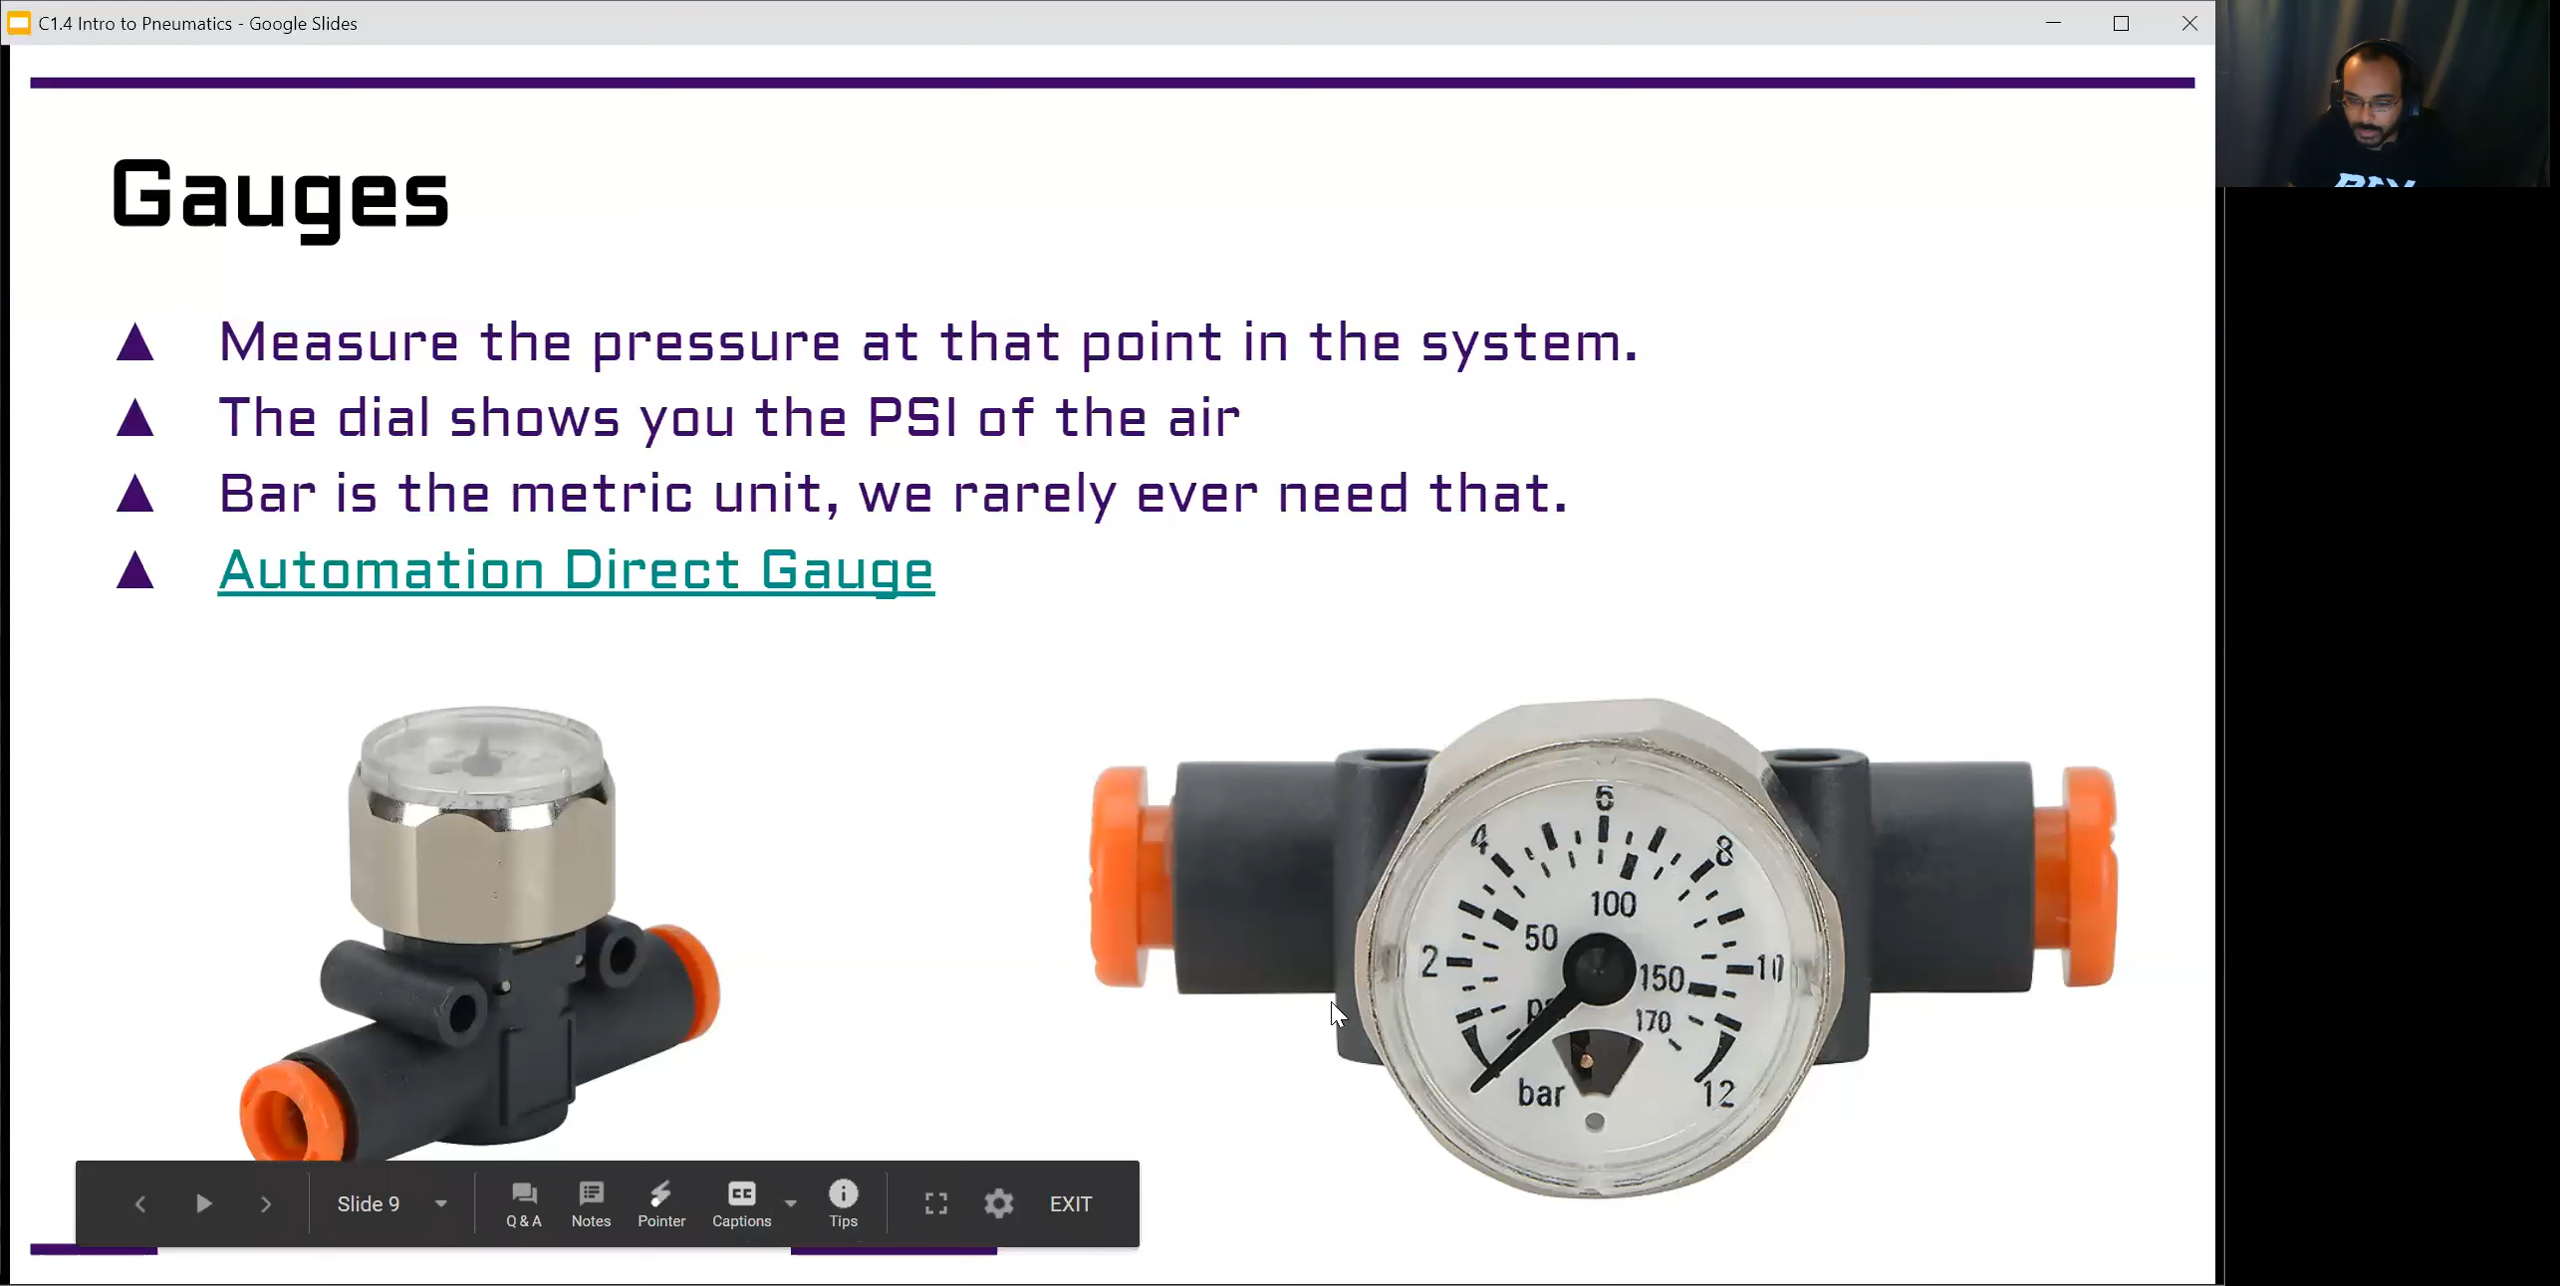 C1.4 Intro to Pneumatics - Google Slides
Gauges
▲ Measure the pressure at that point in the system.
▲ The dial shows you the PSI of the air
▲ Bar is the metric unit, we rarely ever need that.
▲ Automation Direct Gauge
6
4 8
100
50
2 150 10
170
bar 12
Slide 9
Q & A Notes Pointer CC Captions Tips EXIT